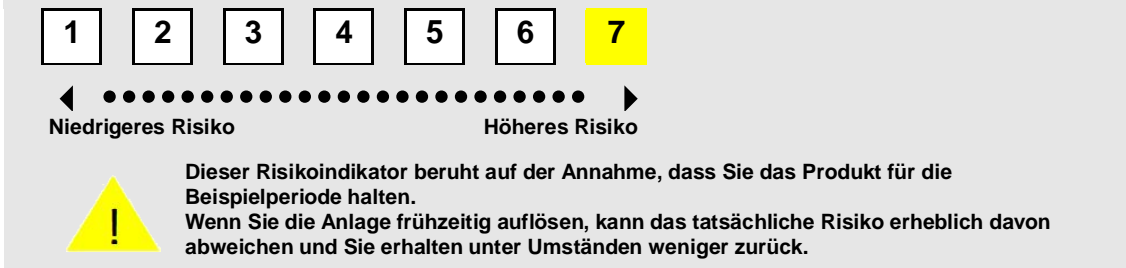 1 2 3 4 5 6 7
Niedrigeres Risiko Höheres Risiko
Dieser Risikoindikator beruht auf der Annahme, dass Sie das Produkt für die
Beispielperiode halten.
Wenn Sie die Anlage frühzeitig auflösen, kann das tatsächliche Risiko erheblich davon
abweichen und Sie erhalten unter Umständen weniger zurück.
!